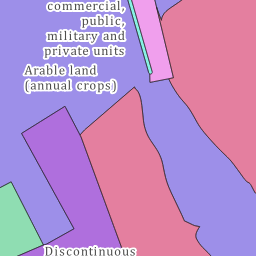 commercial,
public,
military and
private units
Arable land
(annual crops)
Discontinuous